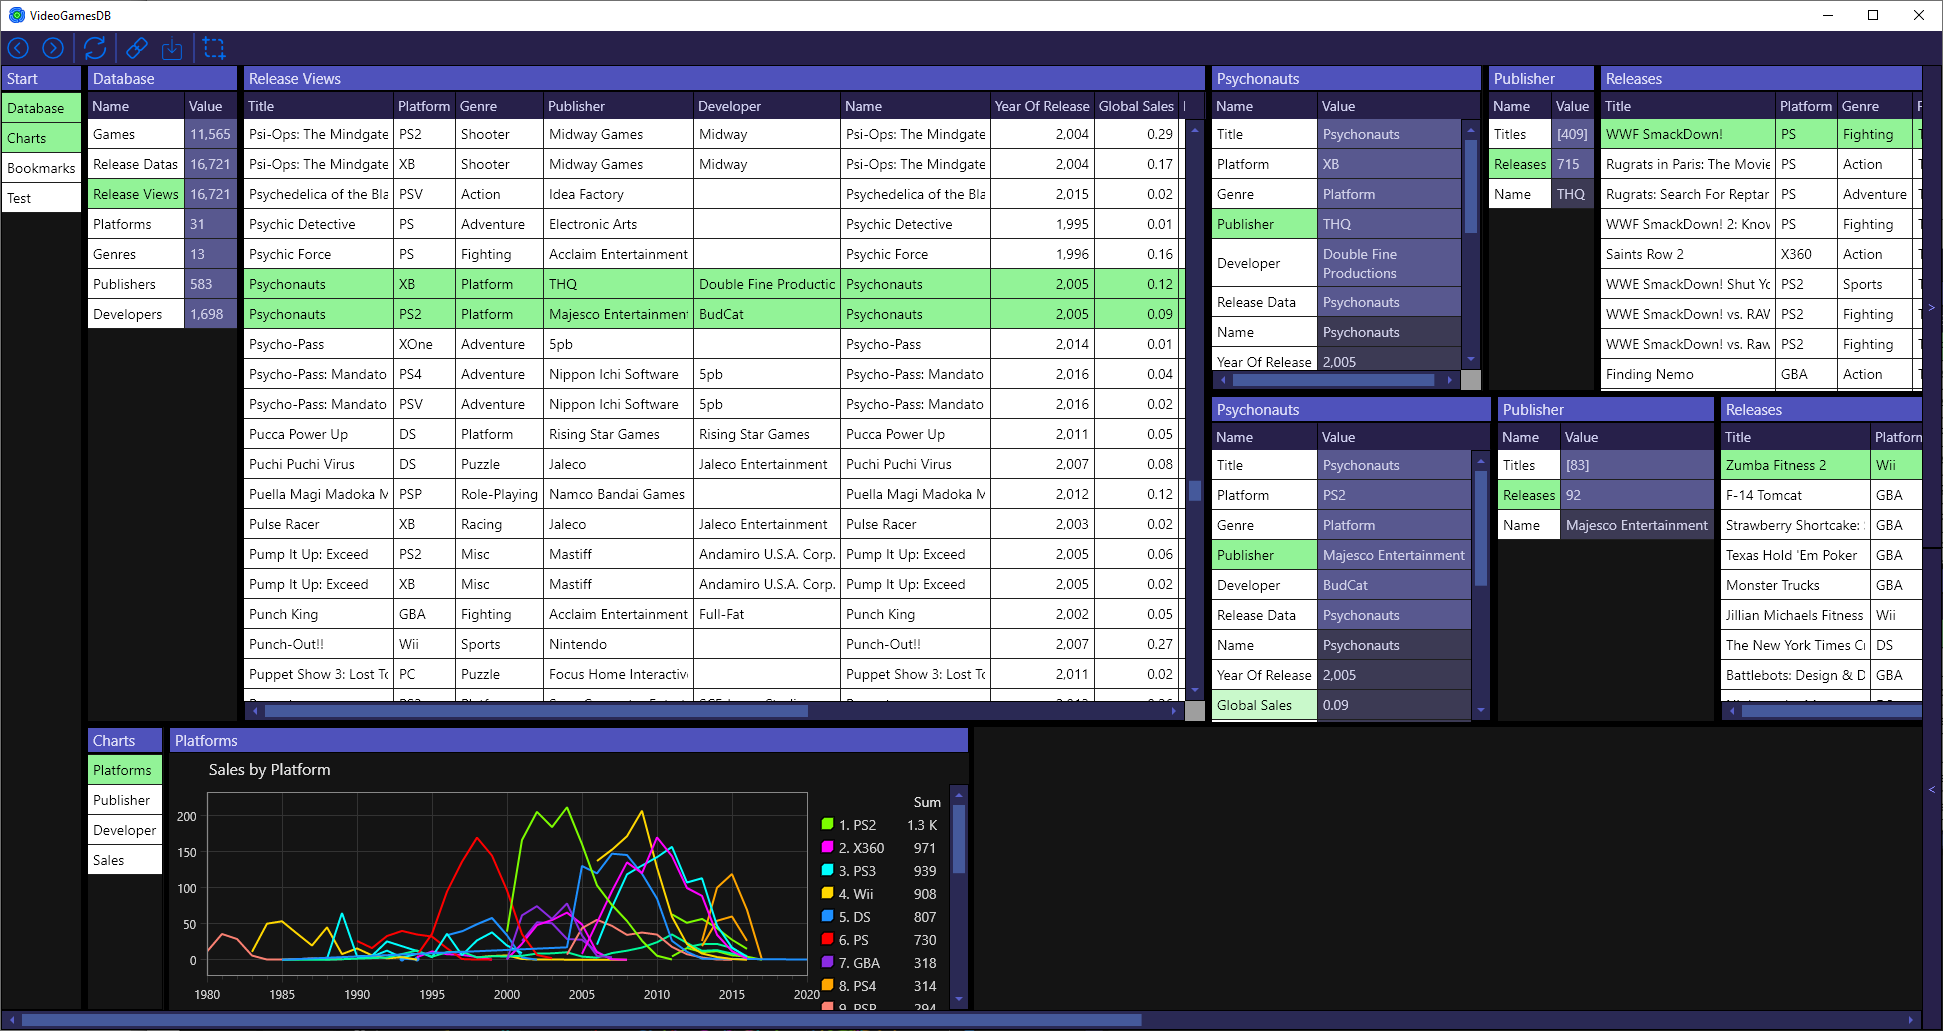 VideoGamesDB
Start
Database
Charts
Bookmarks
Test
Database
Name Value
Games 11,565
Release Datas 16,721
Release Views 16,721
Platforms 31
Genres 13
Publishers 583
Developers 1,698
Release Views
Title Platform Genre Publisher Developer Name Year Of Release Global Sales
Psi-Ops: The Mindgate PS2 Shooter Midway Games Midway Psi-Ops: The Mindgate 2,004 0.29
Psi-Ops: The Mindgate XB Shooter Midway Games Midway Psi-Ops: The Mindgate 2,004 0.17
Psychedelica of the Bla PSV Action Idea Factory Psychedelica of the Bla 2,015 0.02
Psychic Detective PS Adventure Electronic Arts Psychic Detective 1,995 0.01
Psychic Force PS Fighting Acclaim Entertainment Psychic Force 1,996 0.16
Psychonauts XB Platform THQ Double Fine Productic Psychonauts 2,005 0.12
Psychonauts PS2 Platform Majesco Entertainment BudCat Psychonauts 2,005 0.09
Psycho-Pass XOne Adventure 5pb Psycho-Pass 2,014 0.01
Psycho-Pass: Mandato PS4 Adventure Nippon Ichi Software 5pb Psycho-Pass: Mandato 2,016 0.04
Psycho-Pass: Mandato PSV Adventure Nippon Ichi Software 5pb Psycho-Pass: Mandato 2,016 0.02
Pucca Power Up DS Platform Rising Star Games Rising Star Games Pucca Power Up 2,011 0.05
Puchi Puchi Virus DS Puzzle Jaleco Jaleco Entertainment Puchi Puchi Virus 2,007 0.08
Puella Magi Madoka M PSP Role-Playing Namco Bandai Games Puella Magi Madoka M 2,012 0.12
Pulse Racer XB Racing Jaleco Jaleco Entertainment Pulse Racer 2,003 0.02
Pump It Up: Exceed PS2 Misc Mastiff Andamiro U.S.A. Corp. Pump It Up: Exceed 2,005 0.06
Pump It Up: Exceed XB Misc Mastiff Andamiro U.S.A. Corp. Pump It Up: Exceed 2,005 0.02
Punch King GBA Fighting Acclaim Entertainment Full-Fat Punch King 2,002 0.05
Punch-Out!! Wii Sports Nintendo Punch-Out!! 2,007 0.27
Puppet Show 3: Lost To PC Puzzle Focus Home Interactive Puppet Show 3: Lost To 2,011 0.02
Psychonauts
Name Value
Title Psychonauts
Platform XB
Genre Platform
Publisher THQ
Developer Double Fine Productions
Release Data Psychonauts
Name Psychonauts
Year Of Release 2,005
Publisher
Name Value
Titles [409]
Releases 715
Name THQ
Releases
Title Platform Genre
WWF SmackDown! PS Fighting
Rugrats in Paris: The Movie PS Action
Rugrats: Search For Reptar PS Adventure
WWF SmackDown! 2: Know PS Fighting
Saints Row 2 X360 Action
WWE SmackDown! Shut Yo PS2 Sports
WWE SmackDown! vs. RAW PS2 Fighting
WWE SmackDown! vs. Raw PS2 Fighting
Finding Nemo GBA Action
Psychonauts
Name Value
Title Psychonauts
Platform PS2
Genre Platform
Publisher Majesco Entertainment
Developer BudCat
Release Data Psychonauts
Name Psychonauts
Year Of Release 2,005
Global Sales 0.09
Publisher
Name Value
Titles [83]
Releases 92
Name Majesco Entertainment
Releases
Title Platform
Zumba Fitness 2 Wii
F-14 Tomcat GBA
Strawberry Shortcake: GBA
Texas Hold 'Em Poker GBA
Monster Trucks GBA
Jillian Michaels Fitness Wii
The New York Times Cr DS
Battlebots: Design & D GBA
Charts
Platforms
Publisher
Developer
Sales
Platforms
Sales by Platform
200
150
100
50
0
1980 1985 1990 1995 2000 2005 2010 2015 2020
Sum
1. PS2 1.3 K
2. X360 971
3. PS3 939
4. Wii 908
5. DS 807
6. PS 730
7. GBA 318
8. PS4 314
9. PSP 294